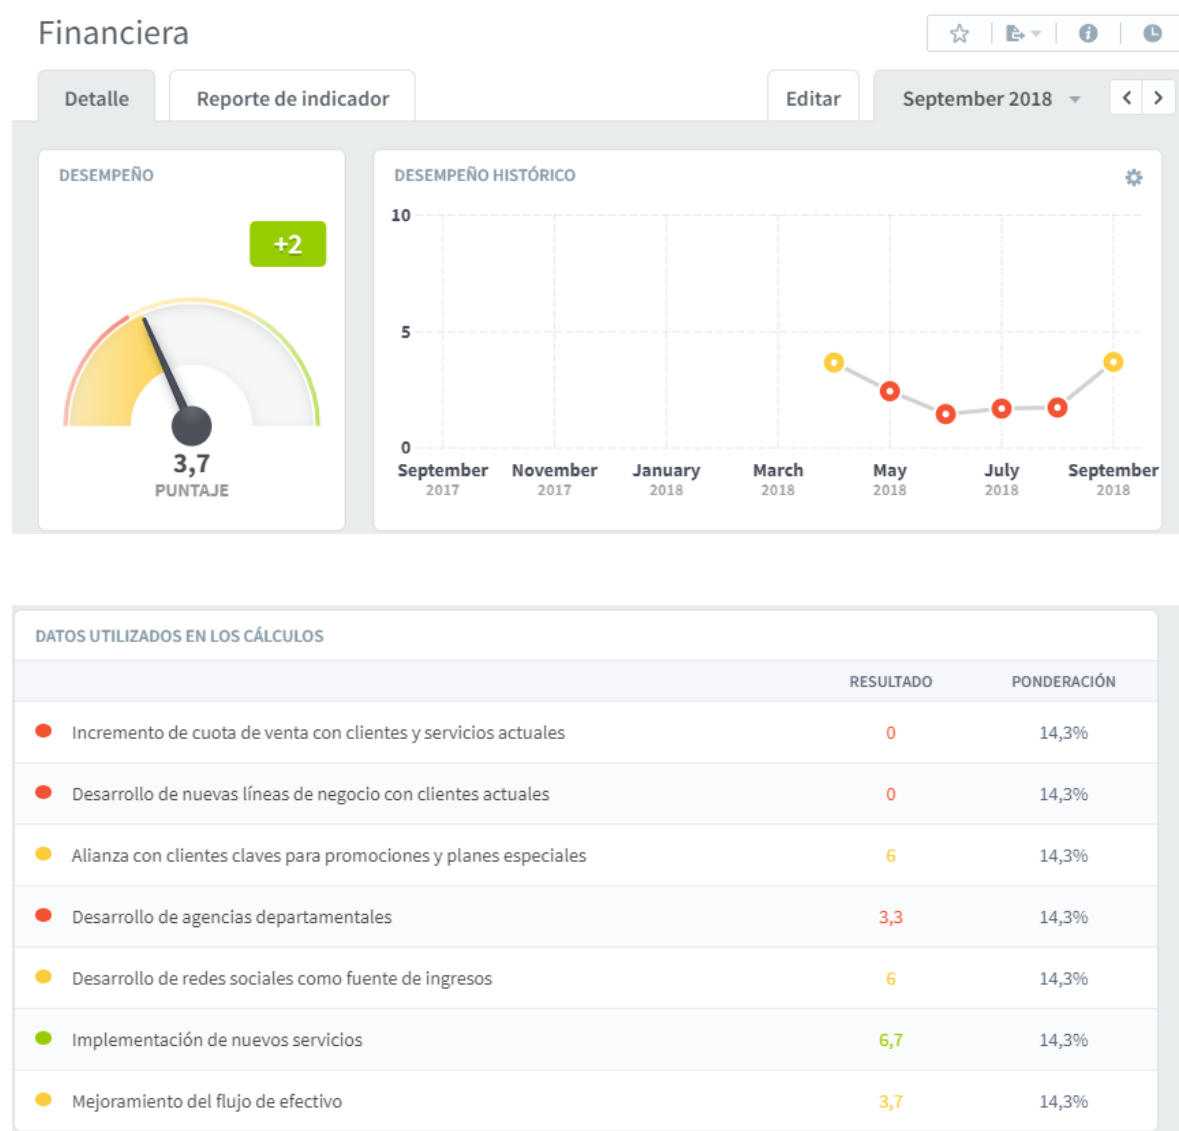 Financiera
Detalle
Reporte de indicador
Editar
September 2018
DESEMPEÑO
+2
3,7
PUNTAJE
DESEMPEÑO HISTÓRICO
10
5
0
September November January March May July September
2017 2017 2018 2018 2018 2018 2018
DATOS UTILIZADOS EN LOS CÁLCULOS
RESULTADO PONDERACIÓN
Incremento de cuota de venta con clientes y servicios actuales 0 14,3%
Desarrollo de nuevas líneas de negocio con clientes actuales 0 14,3%
Alianza con clientes claves para promociones y planes especiales 6 14,3%
Desarrollo de agencias departamentales 3,3 14,3%
Desarrollo de redes sociales como fuente de ingresos 6 14,3%
Implementación de nuevos servicios 6,7 14,3%
Mejoramiento del flujo de efectivo 3,7 14,3%